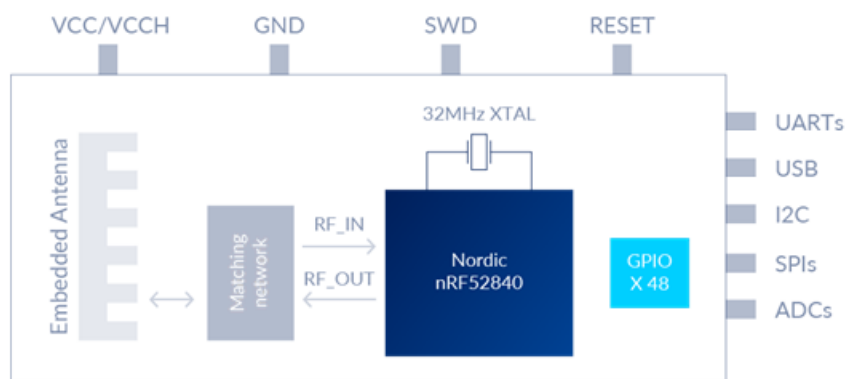 VCC/VCCH
GND
SWD
RESET
32MHz XTAL
Embedded Antenna
Matching
network
RF_IN
RF_OUT
Nordic
nRF52840
GPIO
X 48
UARTs
USB
I2C
SPIs
ADCs